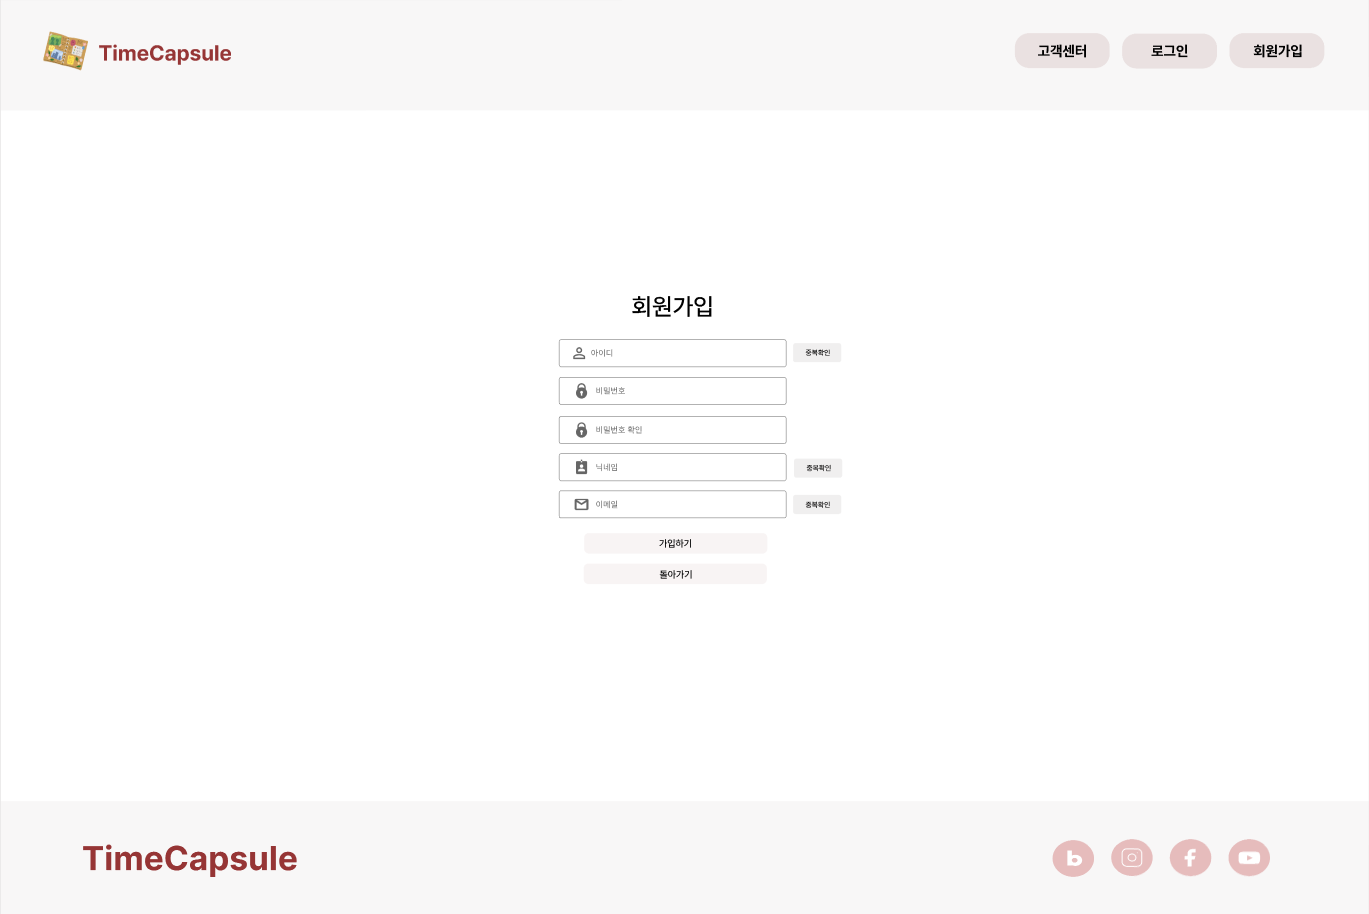 TimeCapsule
고객센터
로그인
회원가입
회원가입
아이디
중복확인
비밀번호
비밀번호 확인
닉네임
중복확인
이메일
중복확인
가입하기
돌아가기
TimeCapsule